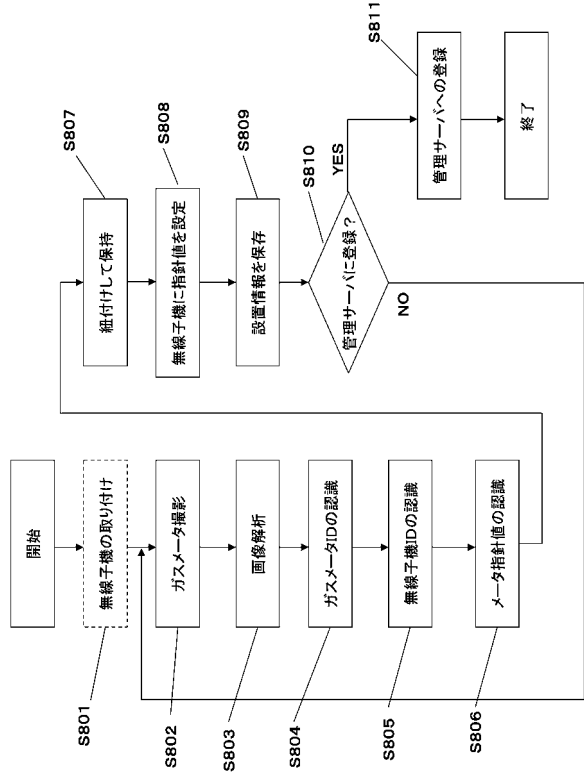 開始
無線子機の取り付け
S801
ガスメータ撮影
S802
画像解析
S803
ガスメータIDの認識
S804
無線子機IDの認識
S805
メータ指針値の認識
S806
紐付けして保持
S807
無線子機に指針値を設定
S808
設置情報を保存
S809
管理サーバに登録？
S810
YES
NO
管理サーバへの登録
S811
終了